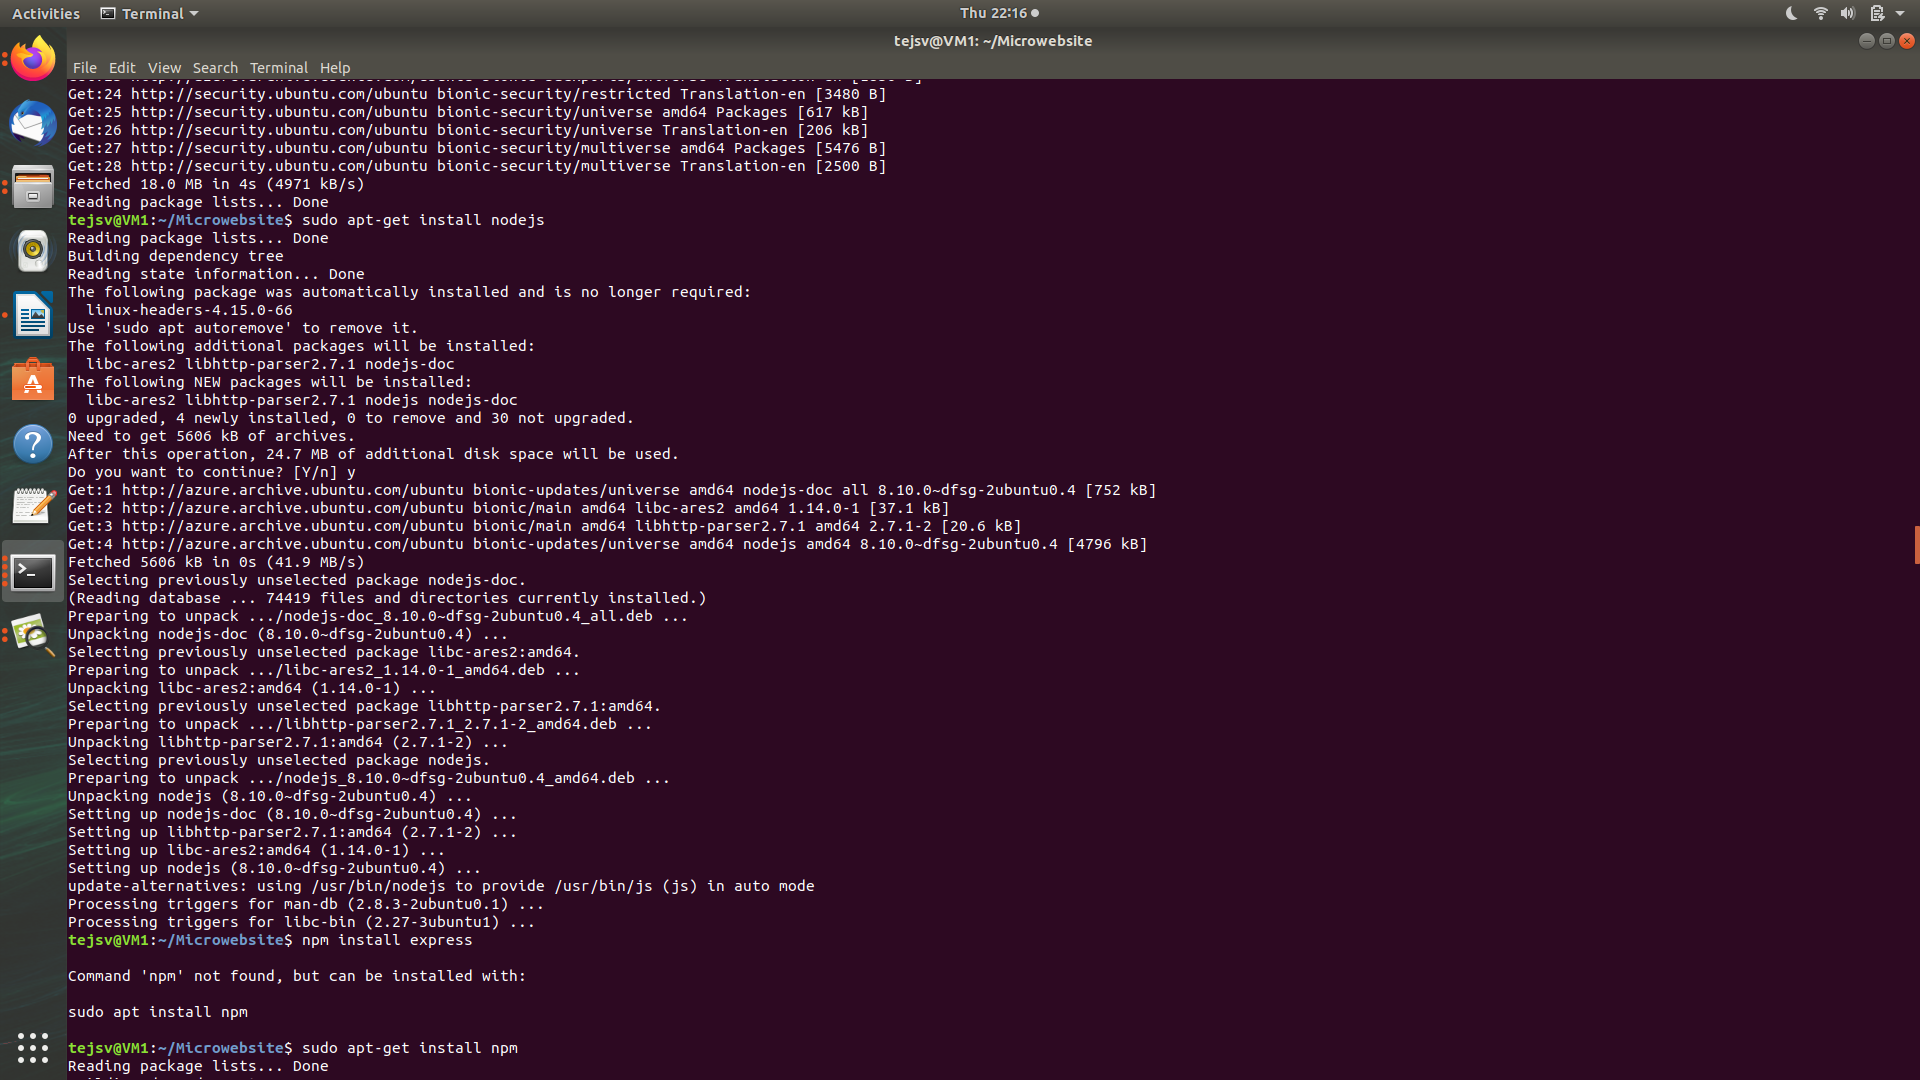 Activities
Terminal
Thu 22:16
tejsv@VM1: ~/Microwebsite
File Edit View Search Terminal Help
Get:24 http://security.ubuntu.com/ubuntu bionic-security/restricted Translation-en [3480 B]
Get:25 http://security.ubuntu.com/ubuntu bionic-security/universe amd64 Packages [617 kB]
Get:26 http://security.ubuntu.com/ubuntu bionic-security/universe Translation-en [206 kB]
Get:27 http://security.ubuntu.com/ubuntu bionic-security/multiverse amd64 Packages [5476 B]
Get:28 http://security.ubuntu.com/ubuntu bionic-security/multiverse Translation-en [2500 B]
Fetched 18.0 MB in 4s (4971 kB/s)
Reading package lists... Done
tejsv@VM1:~/Microwebsite$ sudo apt-get install nodejs
Reading package lists... Done
Building dependency tree
Reading state information... Done
The following package was automatically installed and is no longer required:
  linux-headers-4.15.0-66
Use 'sudo apt autoremove' to remove it.
The following additional packages will be installed:
  libc-ares2 libhttp-parser2.7.1 nodejs-doc
The following NEW packages will be installed:
  libc-ares2 libhttp-parser2.7.1 nodejs nodejs-doc
0 upgraded, 4 newly installed, 0 to remove and 30 not upgraded.
Need to get 5606 kB of archives.
After this operation, 24.7 MB of additional disk space will be used.
Do you want to continue? [Y/n] y
Get:1 http://azure.archive.ubuntu.com/ubuntu bionic-updates/universe amd64 nodejs-doc all 8.10.0~dfsg-2ubuntu0.4 [752 kB]
Get:2 http://azure.archive.ubuntu.com/ubuntu bionic/main amd64 libc-ares2 amd64 1.14.0-1 [37.1 kB]
Get:3 http://azure.archive.ubuntu.com/ubuntu bionic/main amd64 libhttp-parser2.7.1 amd64 2.7.1-2 [20.6 kB]
Get:4 http://azure.archive.ubuntu.com/ubuntu bionic-updates/universe amd64 nodejs amd64 8.10.0~dfsg-2ubuntu0.4 [4796 kB]
Fetched 5606 kB in 0s (41.9 MB/s)
Selecting previously unselected package nodejs-doc.
(Reading database ... 74419 files and directories currently installed.)
Preparing to unpack .../nodejs-doc_8.10.0~dfsg-2ubuntu0.4_all.deb ...
Unpacking nodejs-doc (8.10.0~dfsg-2ubuntu0.4) ...
Selecting previously unselected package libc-ares2:amd64.
Preparing to unpack .../libc-ares2_1.14.0-1_amd64.deb ...
Unpacking libc-ares2:amd64 (1.14.0-1) ...
Selecting previously unselected package libhttp-parser2.7.1:amd64.
Preparing to unpack .../libhttp-parser2.7.1_2.7.1-2_amd64.deb ...
Unpacking libhttp-parser2.7.1:amd64 (2.7.1-2) ...
Selecting previously unselected package nodejs.
Preparing to unpack .../nodejs_8.10.0~dfsg-2ubuntu0.4_amd64.deb ...
Unpacking nodejs (8.10.0~dfsg-2ubuntu0.4) ...
Setting up nodejs-doc (8.10.0~dfsg-2ubuntu0.4) ...
Setting up libhttp-parser2.7.1:amd64 (2.7.1-2) ...
Setting up libc-ares2:amd64 (1.14.0-1) ...
Setting up nodejs (8.10.0~dfsg-2ubuntu0.4) ...
update-alternatives: using /usr/bin/nodejs to provide /usr/bin/js (js) in auto mode
Processing triggers for man-db (2.8.3-2ubuntu0.1) ...
Processing triggers for libc-bin (2.27-3ubuntu1) ...
tejsv@VM1:~/Microwebsite$ npm install express
Command 'npm' not found, but can be installed with:
sudo apt install npm
tejsv@VM1:~/Microwebsite$ sudo apt-get install npm
Reading package lists... Done